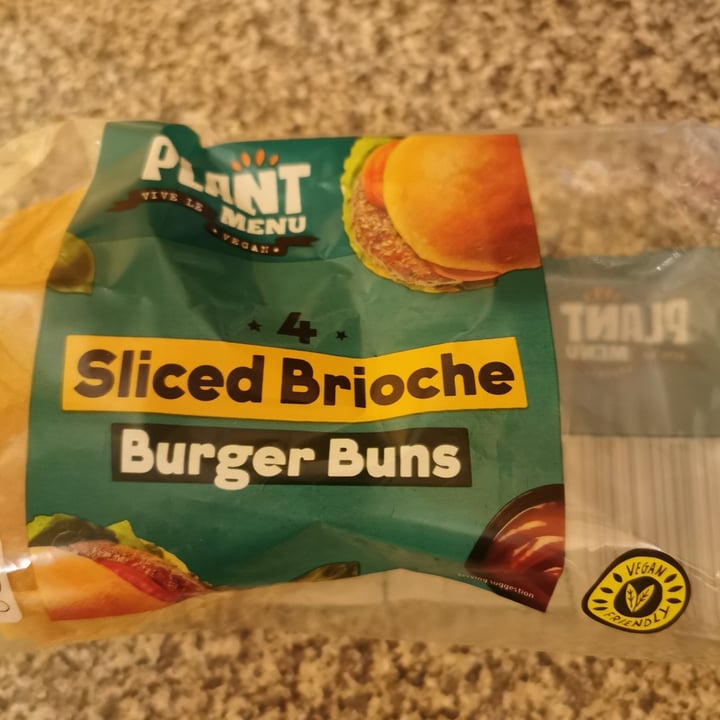 PLANT
MENU
VIVE LE
• VEGAN •
4
Sliced Brioche
Burger Buns
serving suggestion
PLANT
MENU
VEGAN
FRIENDLY